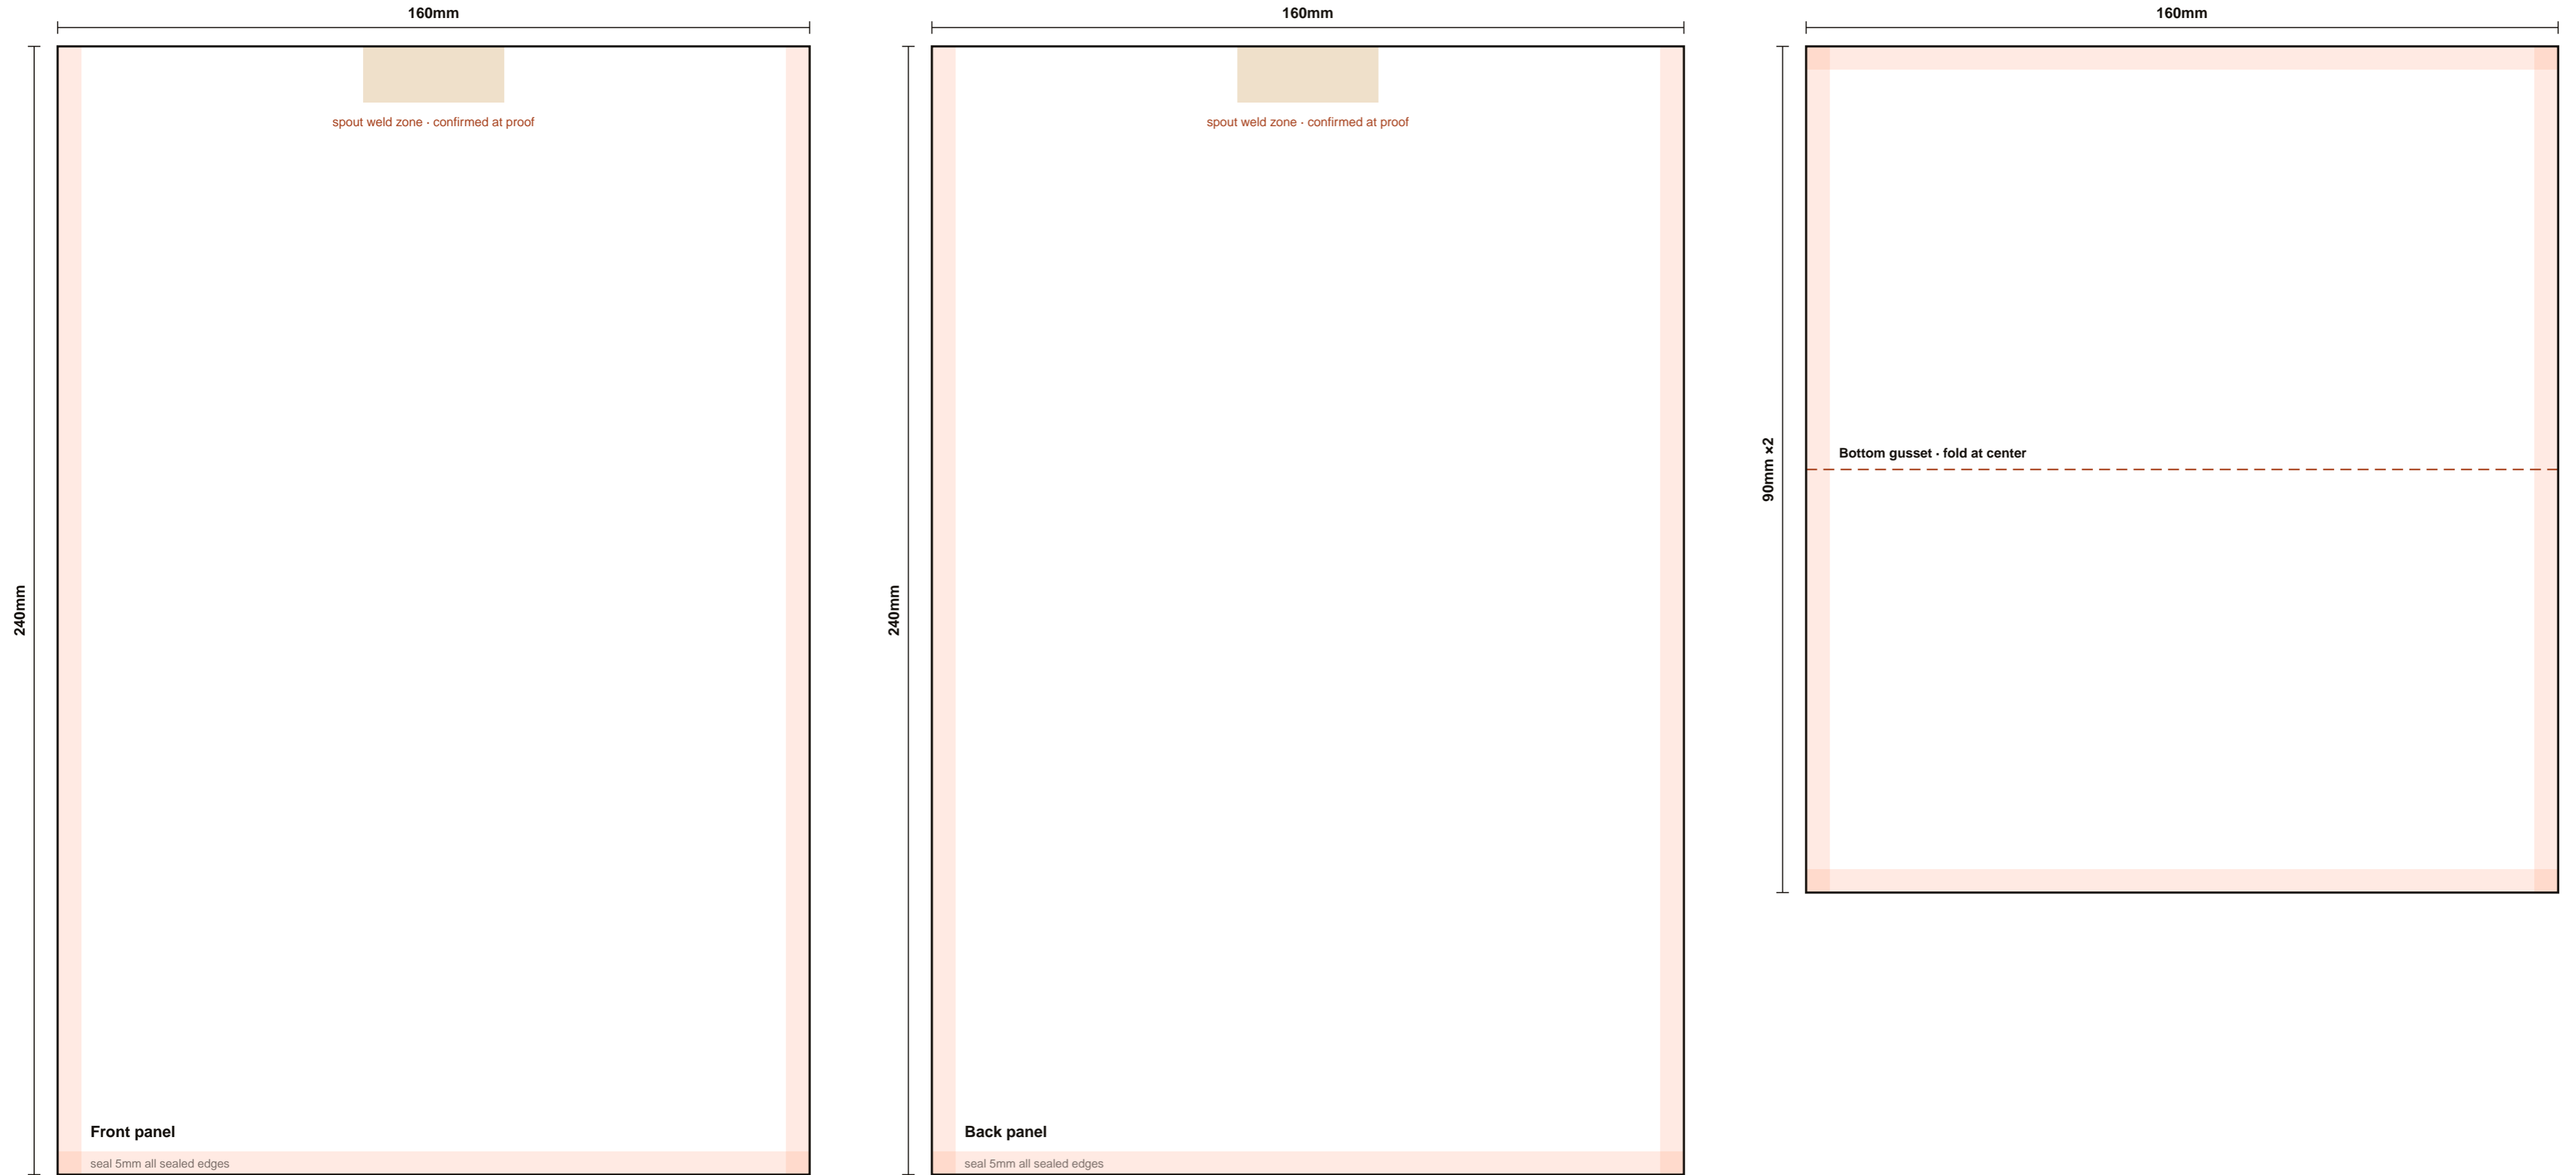 160mm
160mm
160mm
spout weld zone · confirmed at proof
spout weld zone · confirmed at proof
Bottom gusset · fold at center
90mm ×2
240mm
240mm
Front panel
Back panel
seal 5mm all sealed edges
seal 5mm all sealed edges